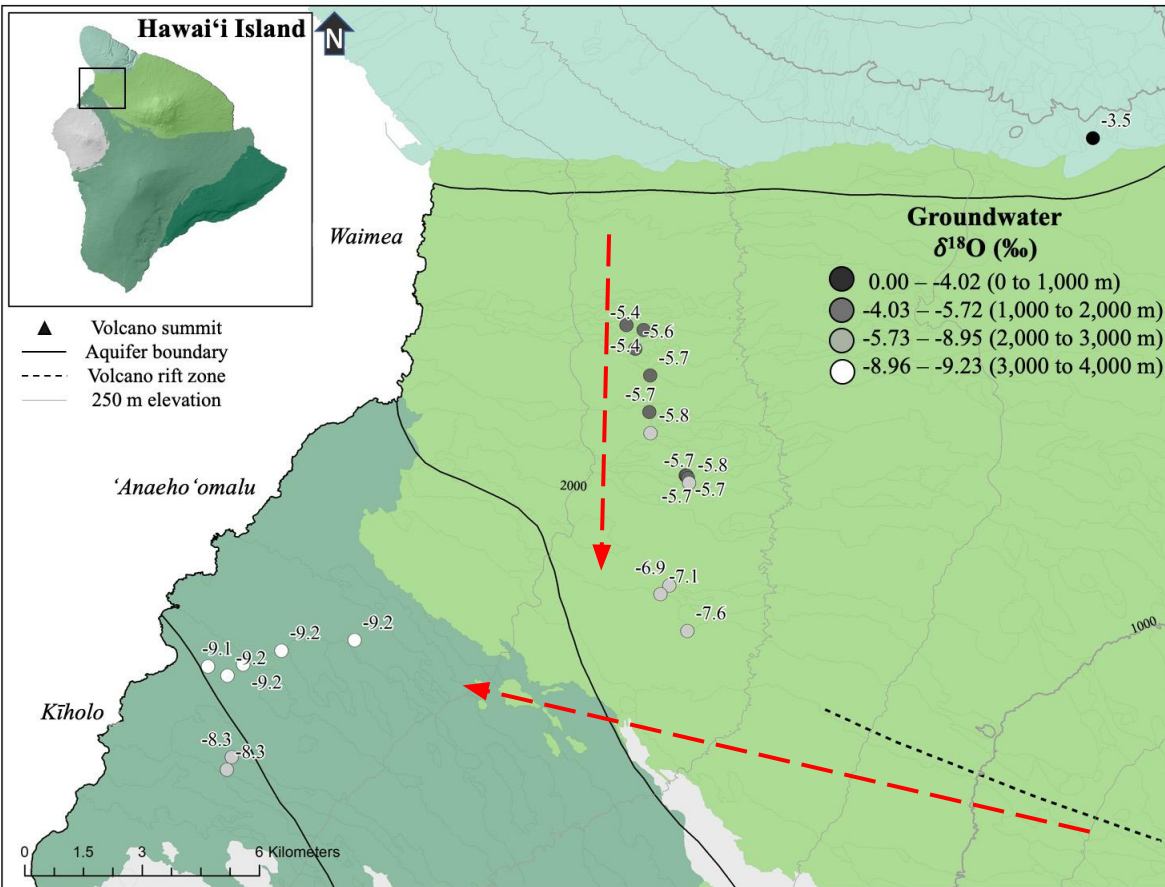 Hawai‘i Island
N
-3.5
Groundwater
δ¹⁸O (‰)
0.00 – -4.02 (0 to 1,000 m)
-4.03 – -5.72 (1,000 to 2,000 m)
-5.73 – -8.95 (2,000 to 3,000 m)
-8.96 – -9.23 (3,000 to 4,000 m)
Waimea
Volcano summit
Aquifer boundary
Volcano rift zone
250 m elevation
-5.4
-5.6
-5.4
-5.7
-5.7
-5.8
-5.7
-5.8
-5.7
-5.7
2000
‘Anaeho ‘omalu
-6.9
-7.1
-7.6
1000
-9.2
-9.2
-9.1
-9.2
-9.2
Kīholo
-8.3
-8.3
0 1.5 3 6 Kilometers